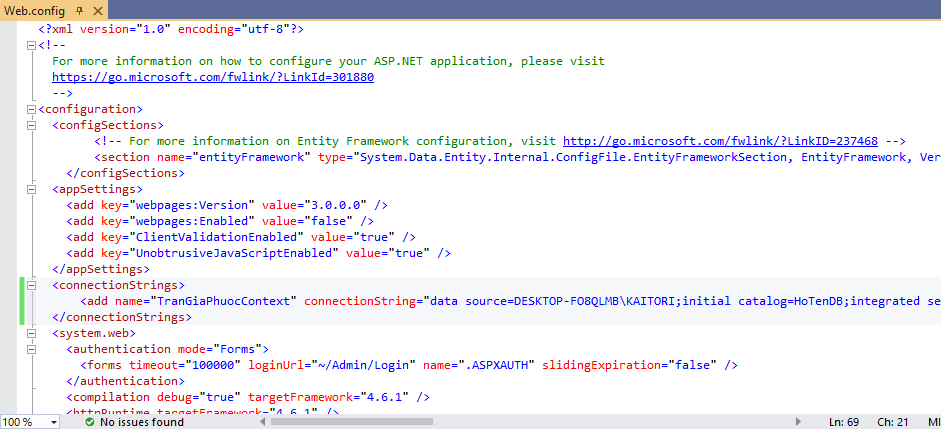 Web.config
<?xml version="1.0" encoding="utf-8"?>
<!--
For more information on how to configure your ASP.NET application, please visit
https://go.microsoft.com/fwlink/?LinkId=301880
-->
<configuration>
<configSections>
<!-- For more information on Entity Framework configuration, visit http://go.microsoft.com/fwlink/?LinkID=237468 -->
<section name="entityFramework" type="System.Data.Entity.Internal.ConfigFile.EntityFrameworkSection, EntityFramework, Ver
</configSections>
<appSettings>
<add key="webpages:Version" value="3.0.0.0" />
<add key="webpages:Enabled" value="false" />
<add key="ClientValidationEnabled" value="true" />
<add key="UnobtrusiveJavaScriptEnabled" value="true" />
</appSettings>
<connectionStrings>
<add name="TranGiaPhuocContext" connectionString="data source=DESKTOP-FO8QLMB\KAITORI;initial catalog=HoTenDB;integrated se
</connectionStrings>
<system.web>
<authentication mode="Forms">
<forms timeout="100000" loginUrl="~/Admin/Login" name=".ASPXAUTH" slidingExpiration="false" />
</authentication>
<compilation debug="true" targetFramework="4.6.1" />
<httpRuntime targetFramework="4.6.1" />
100 % No issues found Ln: 69 Ch: 21 MI